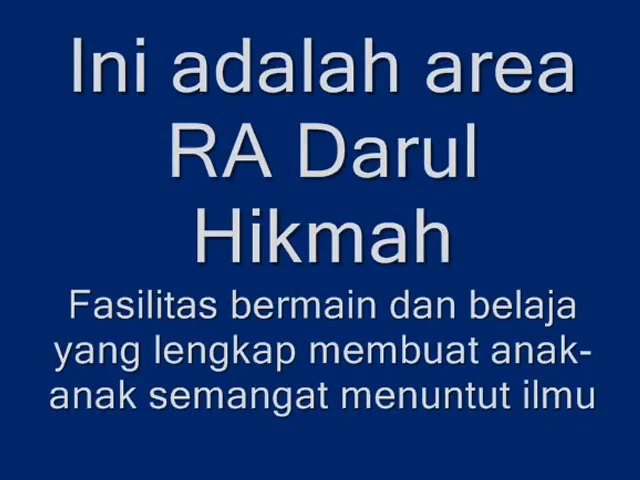 Ini adalah area
RA Darul
Hikmah
Fasilitas bermain dan belaja
yang lengkap membuat anak-
anak semangat menuntut ilmu